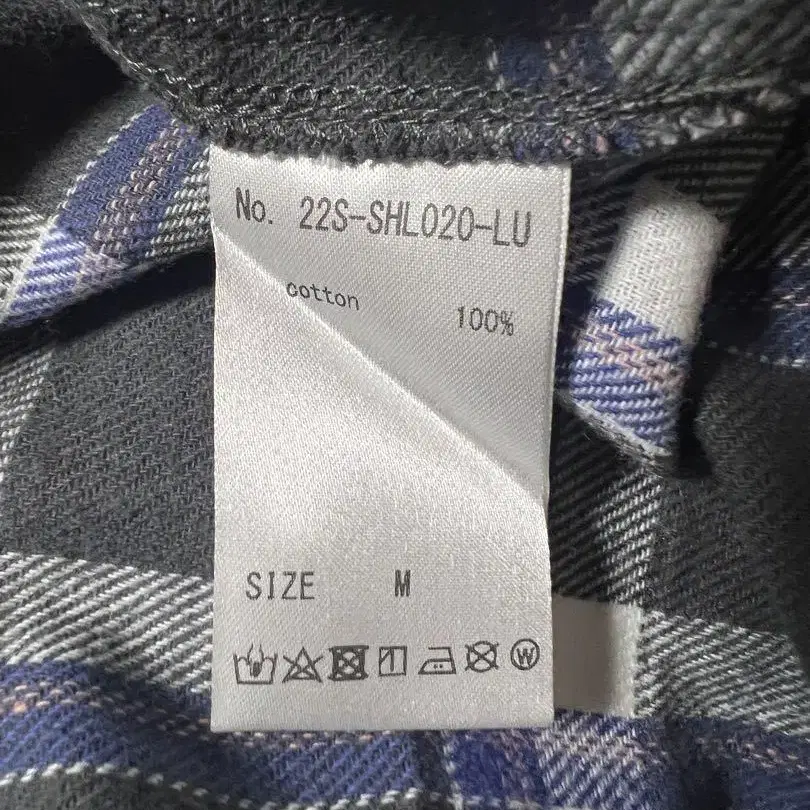 No. 22S-SHL020-LU
cotton 100%
SIZE M
W